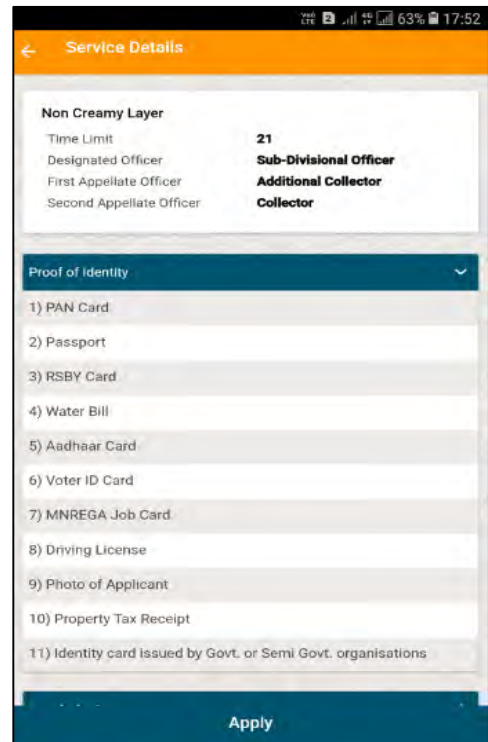 63% 17:52
Service Details
Non Creamy Layer
Time Limit 21
Designated Officer Sub-Divisional Officer
First Appellate Officer Additional Collector
Second Appellate Officer Collector
Proof of Identity
1) PAN Card
2) Passport
3) RSBY Card
4) Water Bill
5) Aadhaar Card
6) Voter ID Card
7) MNREGA Job Card
8) Driving License
9) Photo of Applicant
10) Property Tax Receipt
11) Identity card issued by Govt. or Semi Govt. organisations
Apply